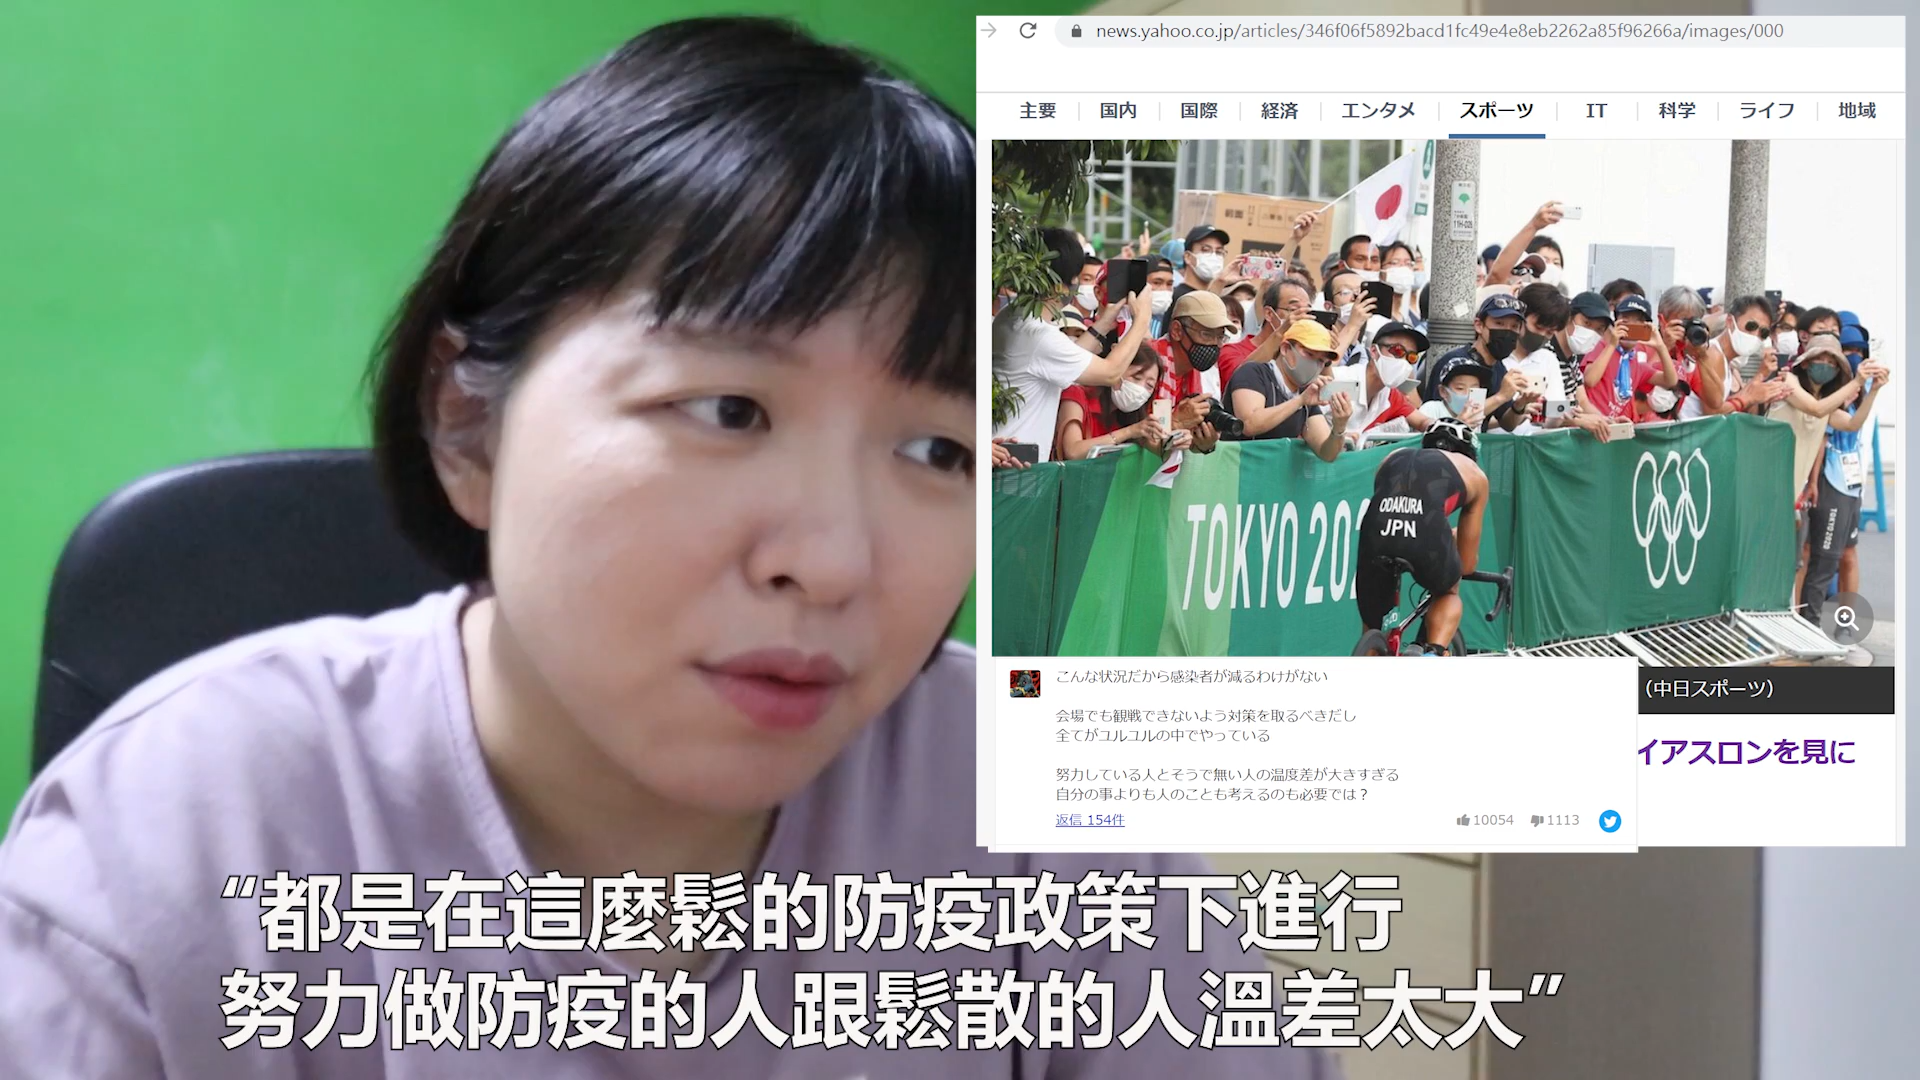 news.yahoo.co.jp/articles/346f06f5892bacd1fc49e4e8eb2262a85f96266a/images/000
主要 国内 国際 経済 エンタメ スポーツ IT 科学 ライフ 地域
TOKYO 202
ODAKURA
JPN
(中日スポーツ)
イアスロンを見に
こんな状況だから感染者が減るわけがない
会場でも観戦できないよう対策を取るべきだし
全てがユルユルの中でやっている
努力している人とそうで無い人の温度差が大きすぎる
自分の事よりも人のことも考えるのも必要では？
返信 154件
10054 1113
“都是在這麼鬆的防疫政策下進行
努力做防疫的人跟鬆散的人溫差太大”